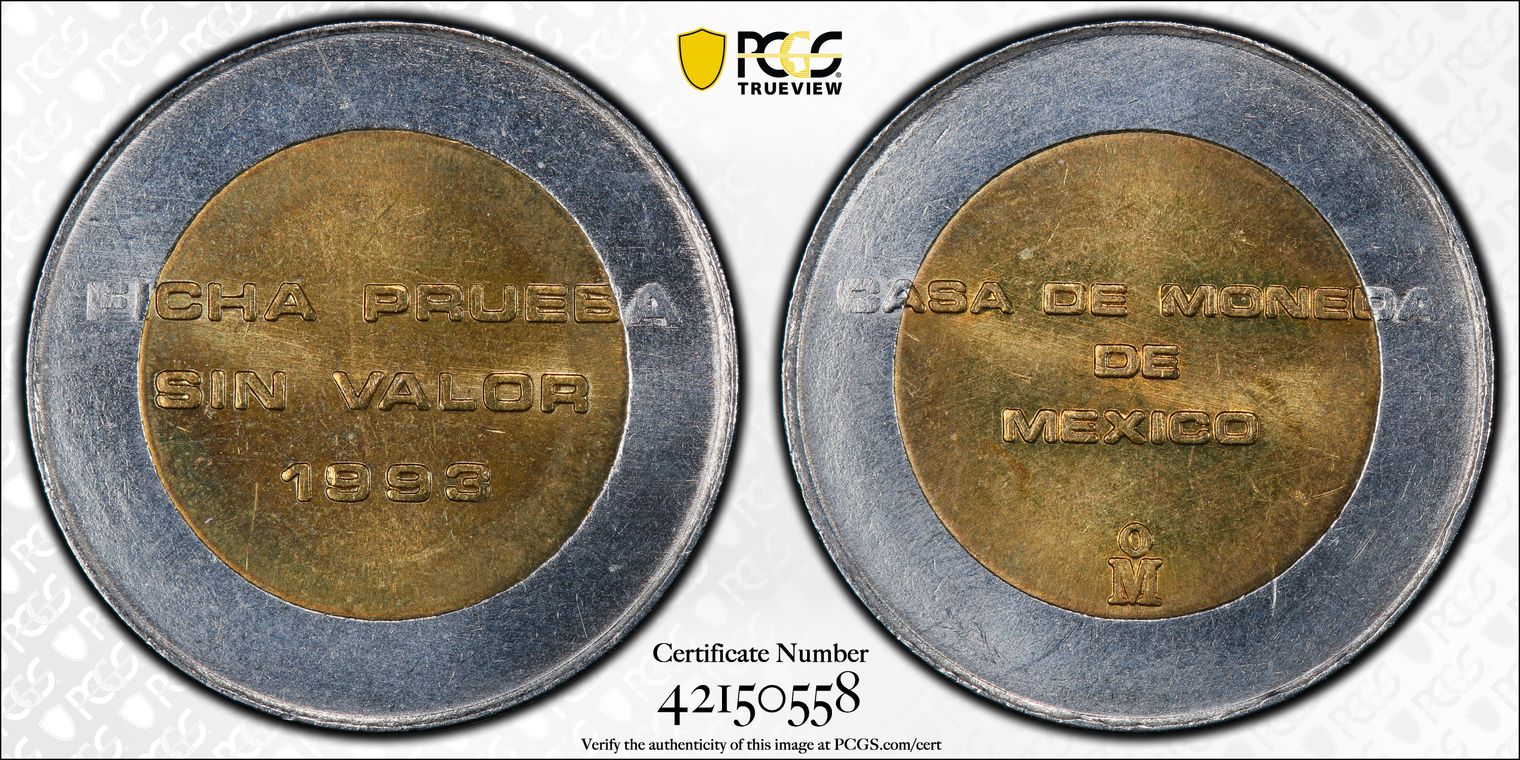 PCGS
TRUEVIEW
FICHA PRUEBA
SIN VALOR
1993
CASA DE MONEDA
DE
MEXICO
oM
Certificate Number
42150558
Verify the authenticity of this image at PCGS.com/cert